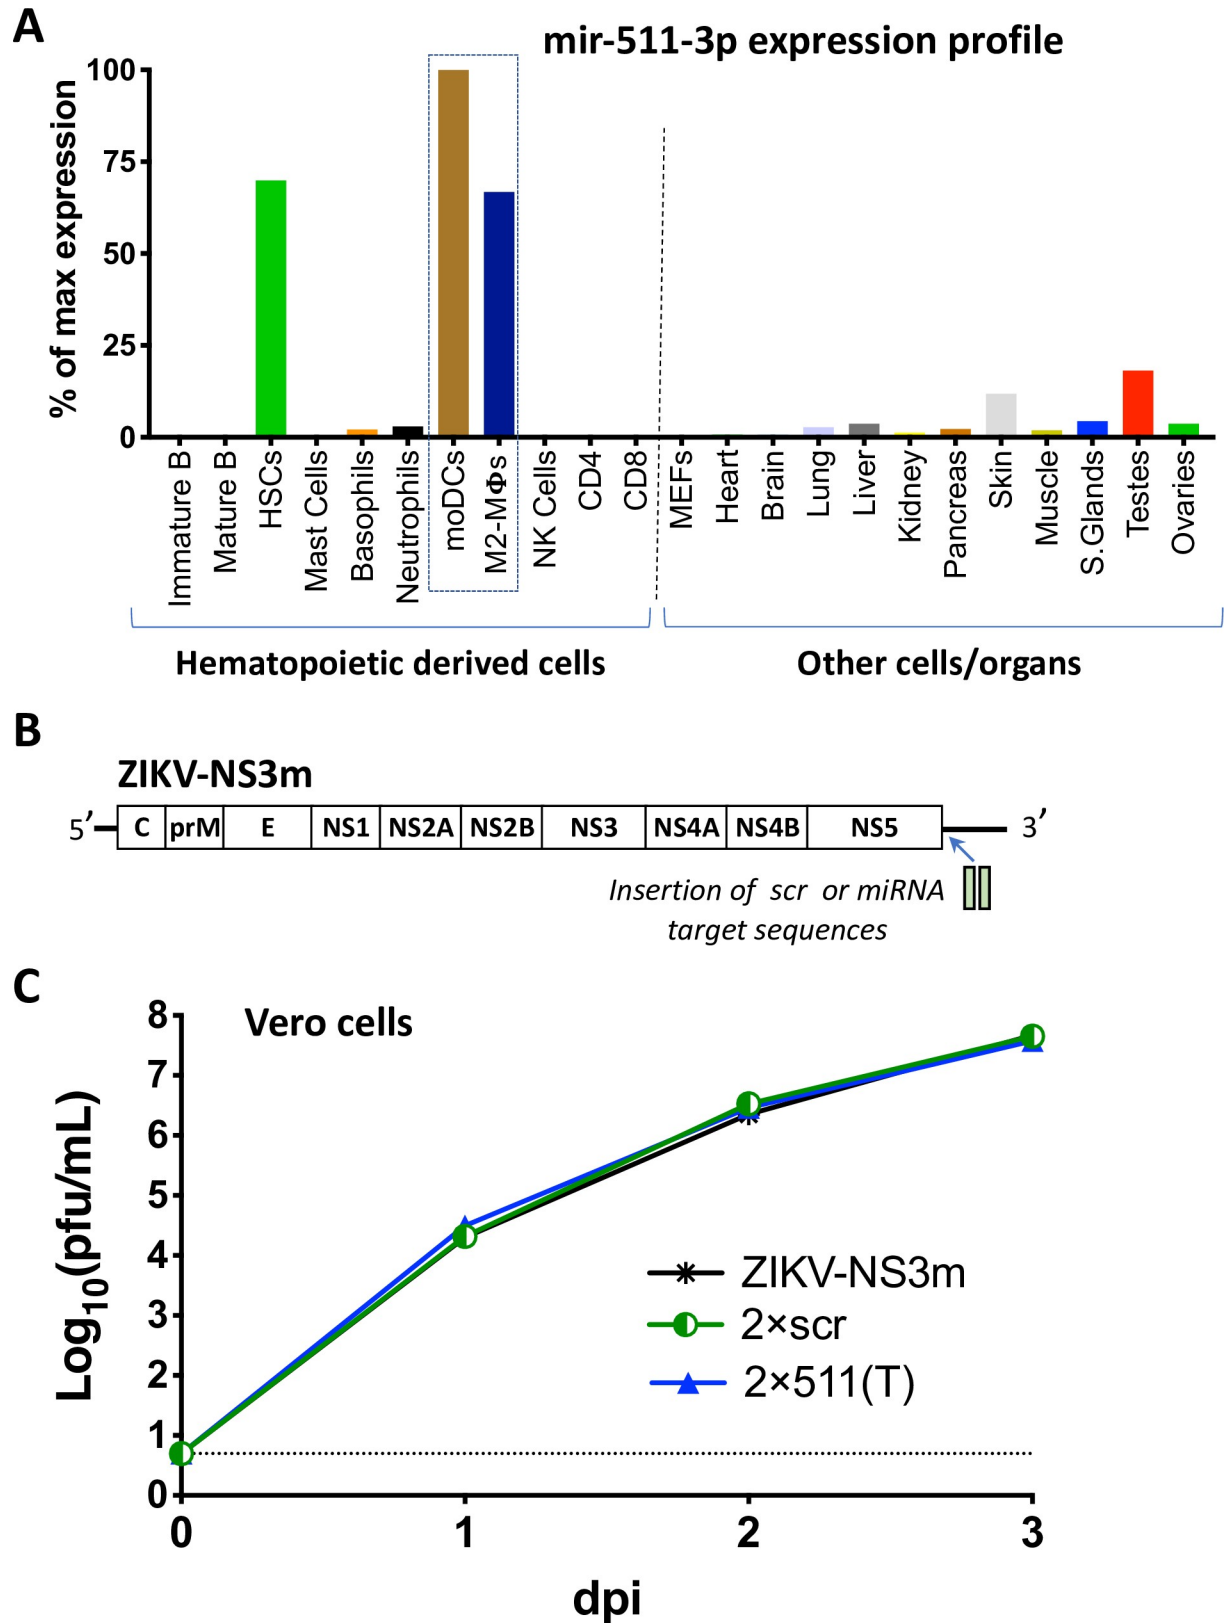 A
mir-511-3p expression profile
% of max expression
100
75
50
25
0
Immature B
Mature B
HSCs
Mast Cells
Basophils
Neutrophils
moDCs
M2-MΦs
NK Cells
CD4
CD8
MEFs
Heart
Brain
Lung
Liver
Kidney
Pancreas
Skin
Muscle
S.Glands
Testes
Ovaries
Hematopoietic derived cells
Other cells/organs
B
ZIKV-NS3m
5′ C prM E NS1 NS2A NS2B NS3 NS4A NS4B NS5 3′
Insertion of scr or miRNA
target sequences
C
Vero cells
Log10(pfu/mL)
8
7
6
5
4
3
2
1
0
ZIKV-NS3m
2×scr
2×511(T)
0 1 2 3
dpi